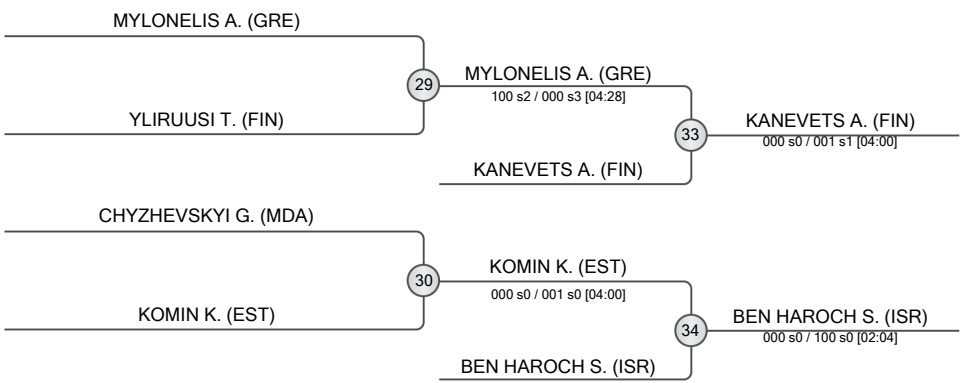 MYLONELIS A. (GRE)
29
YLIRUUSI T. (FIN)
MYLONELIS A. (GRE)
100 s2 / 000 s3 [04:28]
33
KANEVETS A. (FIN)
KANEVETS A. (FIN)
000 s0 / 001 s1 [04:00]
CHYZHEVSKYI G. (MDA)
30
KOMIN K. (EST)
KOMIN K. (EST)
000 s0 / 001 s0 [04:00]
34
BEN HAROCH S. (ISR)
BEN HAROCH S. (ISR)
000 s0 / 100 s0 [02:04]